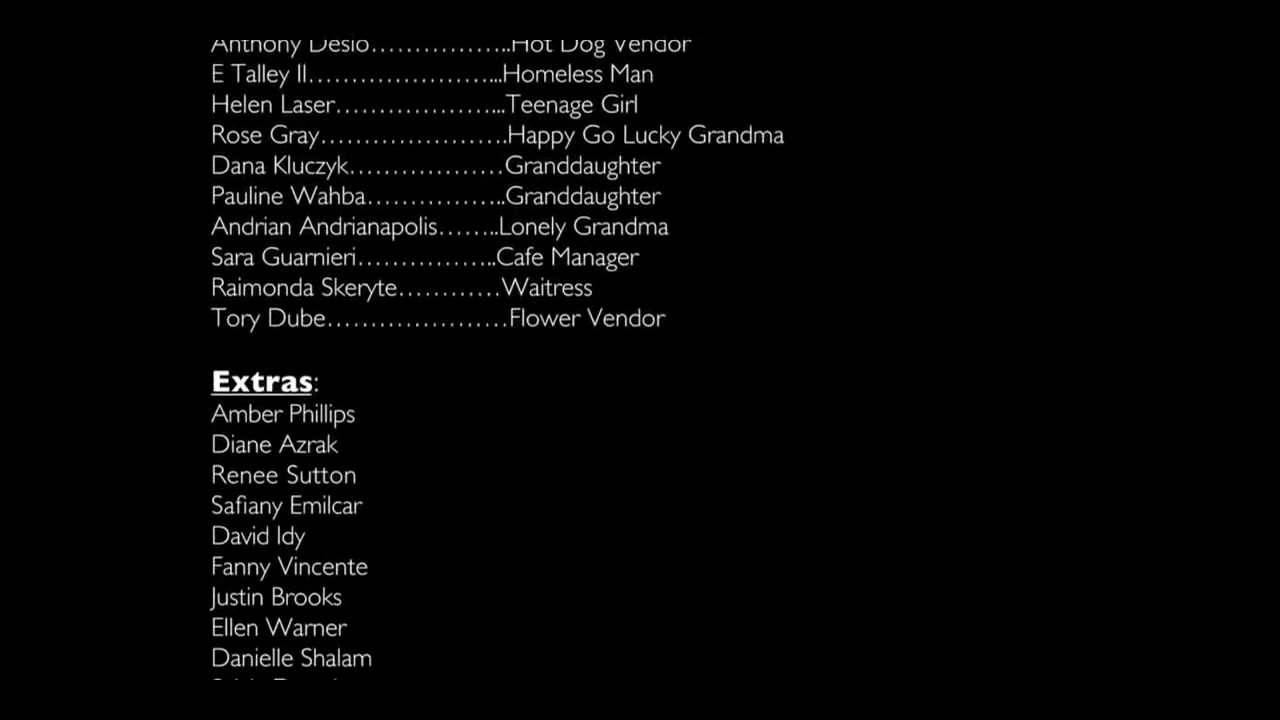 Anthony Desio………………..Hot Dog Vendor
E Talley II…………………...Homeless Man
Helen Laser………………...Teenage Girl
Rose Gray………………….Happy Go Lucky Grandma
Dana Kluczyk………………Granddaughter
Pauline Wahba……………..Granddaughter
Andrian Andrianapolis……..Lonely Grandma
Sara Guarnieri……………..Cafe Manager
Raimonda Skeryte…………Waitress
Tory Dube…………………Flower Vendor
Extras:
Amber Phillips
Diane Azrak
Renee Sutton
Safiany Emilcar
David Idy
Fanny Vincente
Justin Brooks
Ellen Warner
Danielle Shalam